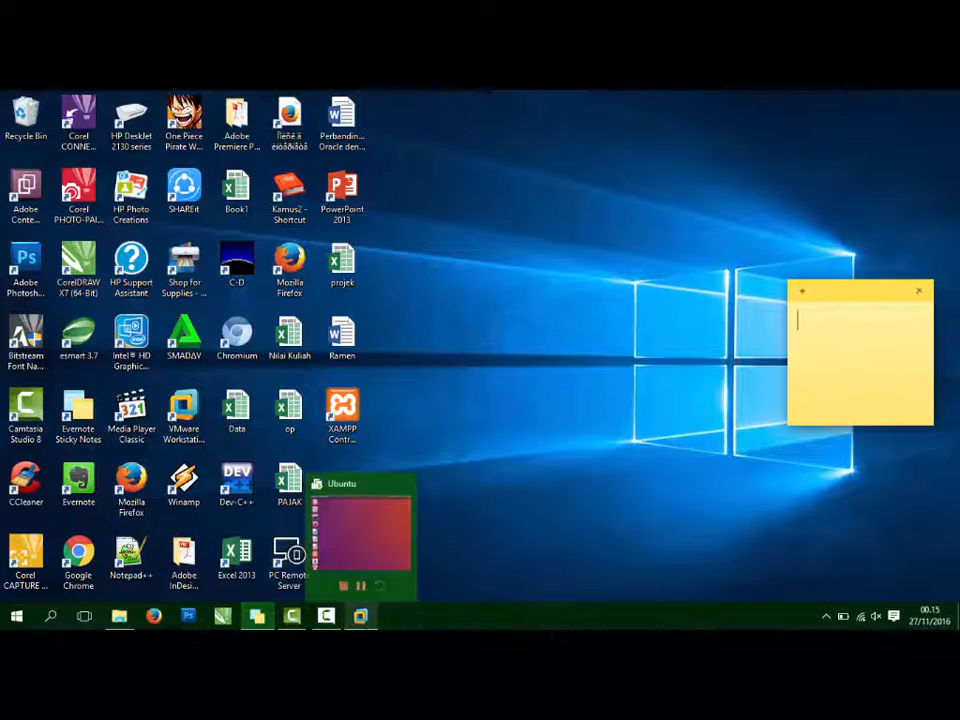 Recycle Bin
Corel
CONNE...
HP DeskJet
2130 series
One Piece
Pirate W...
Adobe
Premiere P...
Ïîëíé â
èíòåðíåò
Perbandin...
Oracle den...
Adobe
Conte...
Corel
PHOTO-PAI...
HP Photo
Creations
SHAREit
Book1
Kamus2 -
Shortcut
PowerPoint
2013
Adobe
Photosh...
CorelDRAW
X7 (64-Bit)
HP Support
Assistant
Shop for
Supplies - ...
C-D
Mozilla
Firefox
projek
Bitstream
Font Na...
esmart 3.7
Intel® HD
Graphic...
SMADΔV
Chromium
Nilai Kuliah
Ramen
Camtasia
Studio 8
Evernote
Sticky Notes
321
Media Player
Classic
VMware
Workstati...
Data
op
XAMPP
Contr...
CCleaner
Evernote
Mozilla
Firefox
Winamp
DEV
Dev-C++
PAJAK
Ubuntu
Corel
CAPTURE ...
Google
Chrome
Notepad++
Adobe
InDesi...
Excel 2013
PC Remote
Server
00.15
27/11/2016